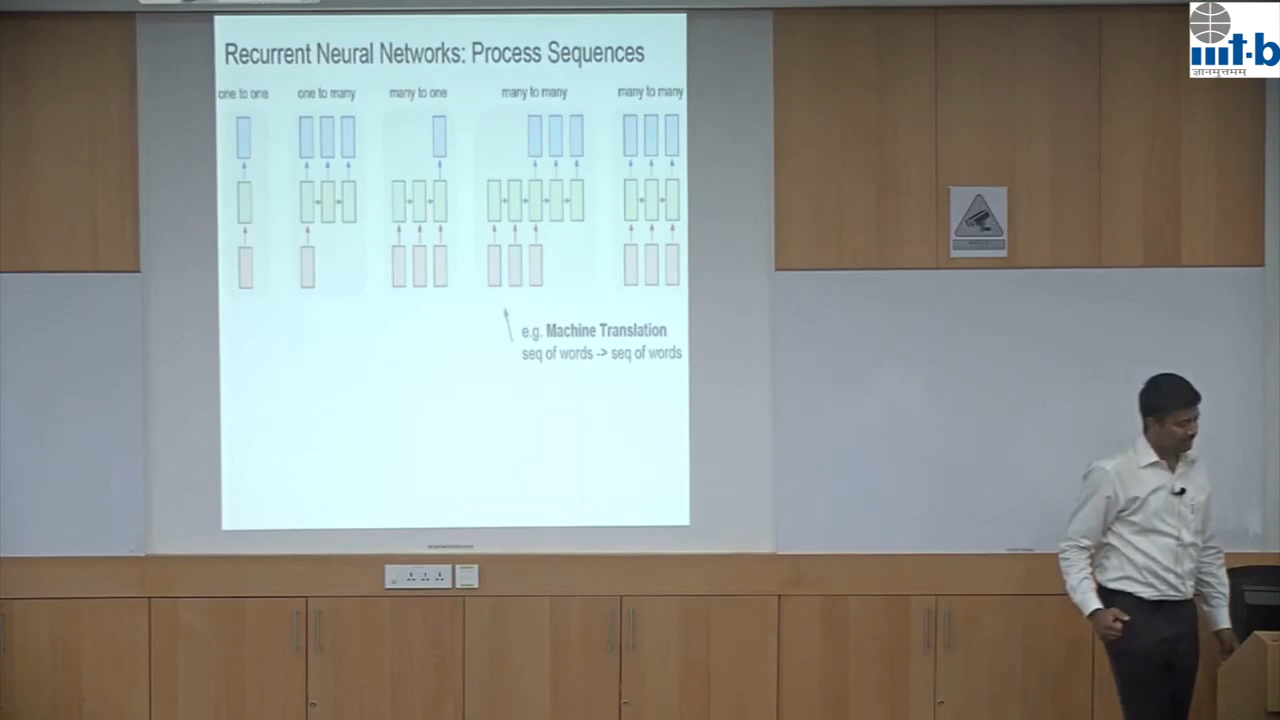 Recurrent Neural Networks: Process Sequences
one to one
one to many
many to one
many to many
many to many
e.g. Machine Translation
seq of words -> seq of words
iiit-b
ज्ञानमुत्तमम्